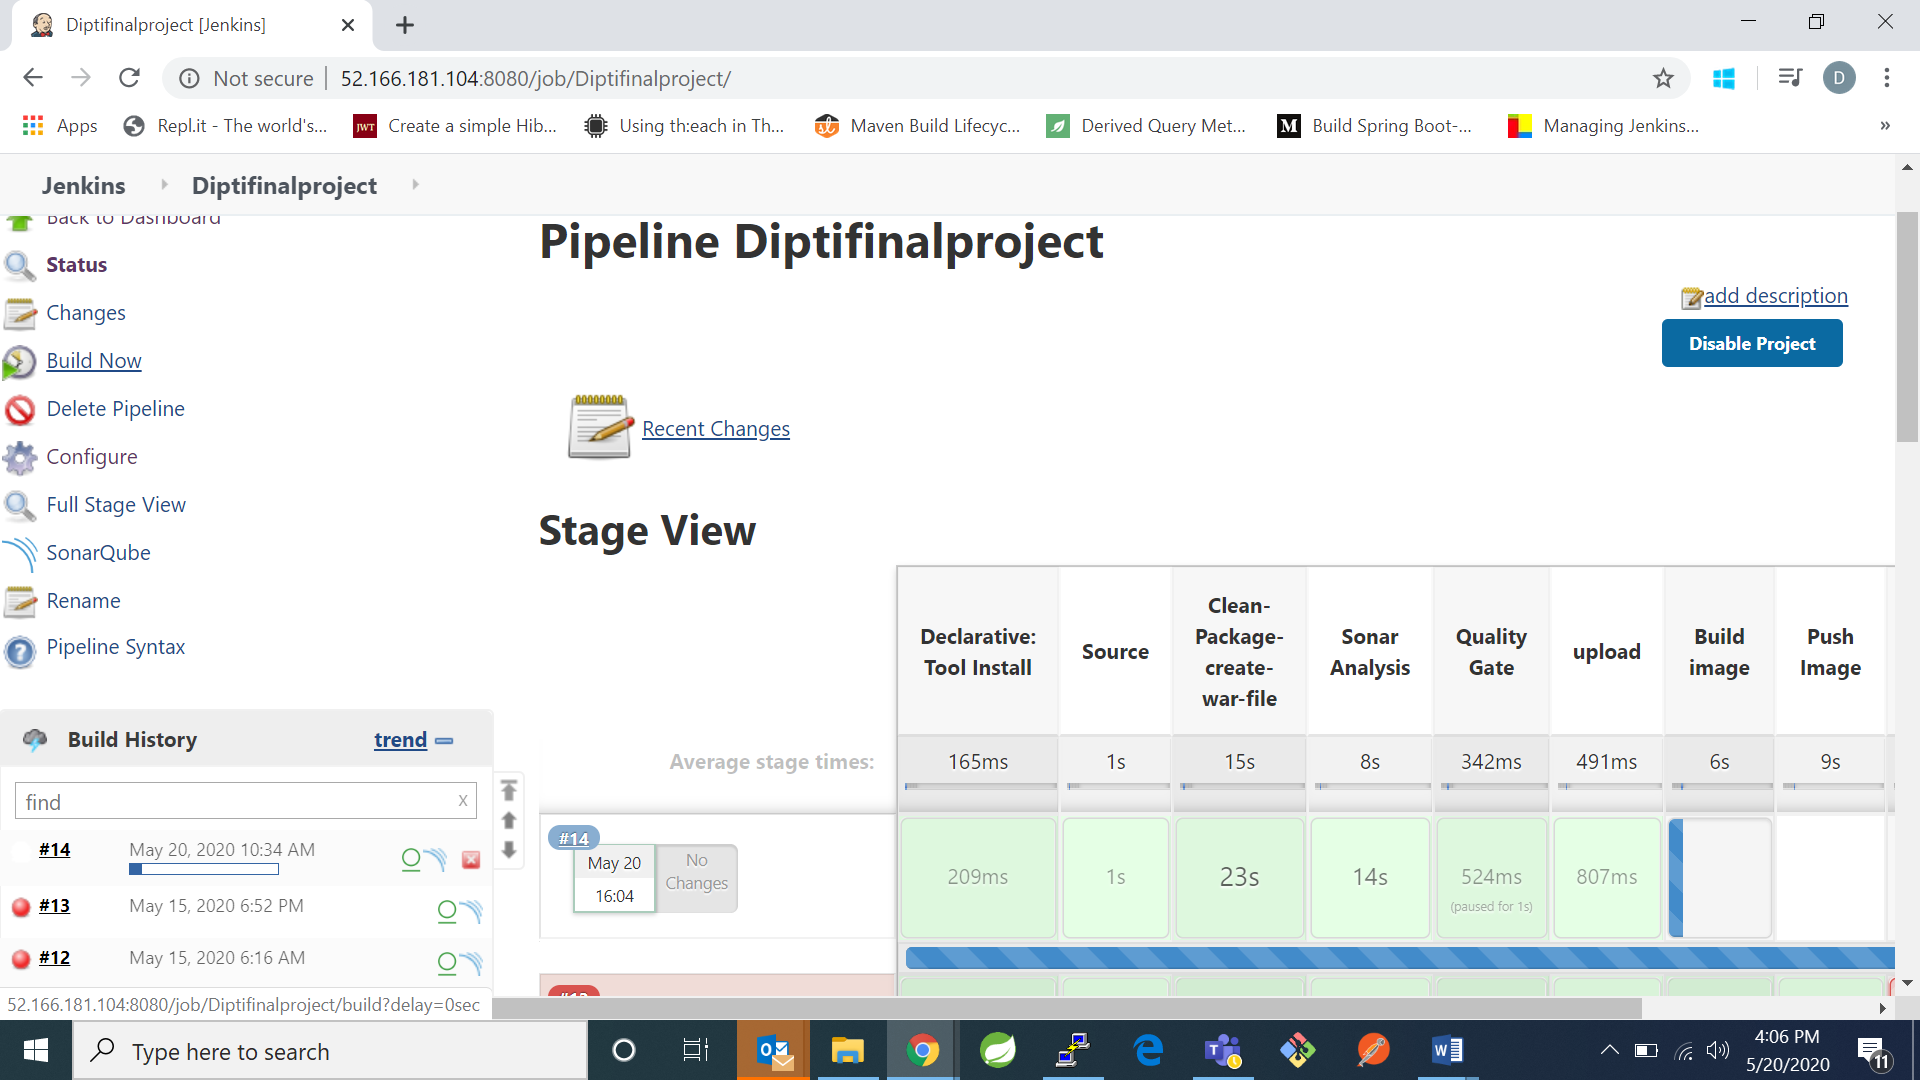 Diptifinalproject [Jenkins]
Not secure
52.166.181.104:8080/job/Diptifinalproject/
D
Apps
Repl.it - The world's...
JWT
Create a simple Hib...
Using th:each in Th...
Maven Build Lifecyc...
Derived Query Met...
M
Build Spring Boot-...
Managing Jenkins...
»
Jenkins
Diptifinalproject
Back to Dashboard
Status
Changes
Build Now
Delete Pipeline
Configure
Full Stage View
SonarQube
Rename
Pipeline Syntax
Pipeline Diptifinalproject
add description
Disable Project
Recent Changes
Stage View
Declarative:
Tool Install
Source
Clean-
Package-
create-
war-file
Sonar
Analysis
Quality
Gate
upload
Build
image
Push
Image
Average stage times:
165ms
1s
15s
8s
342ms
491ms
6s
9s
#14
May 20
16:04
No
Changes
209ms
1s
23s
14s
524ms
(paused for 1s)
807ms
#13
Build History
trend
find
x
#14
May 20, 2020 10:34 AM
#13
May 15, 2020 6:52 PM
#12
May 15, 2020 6:16 AM
52.166.181.104:8080/job/Diptifinalproject/build?delay=0sec
Type here to search
4:06 PM
5/20/2020
11